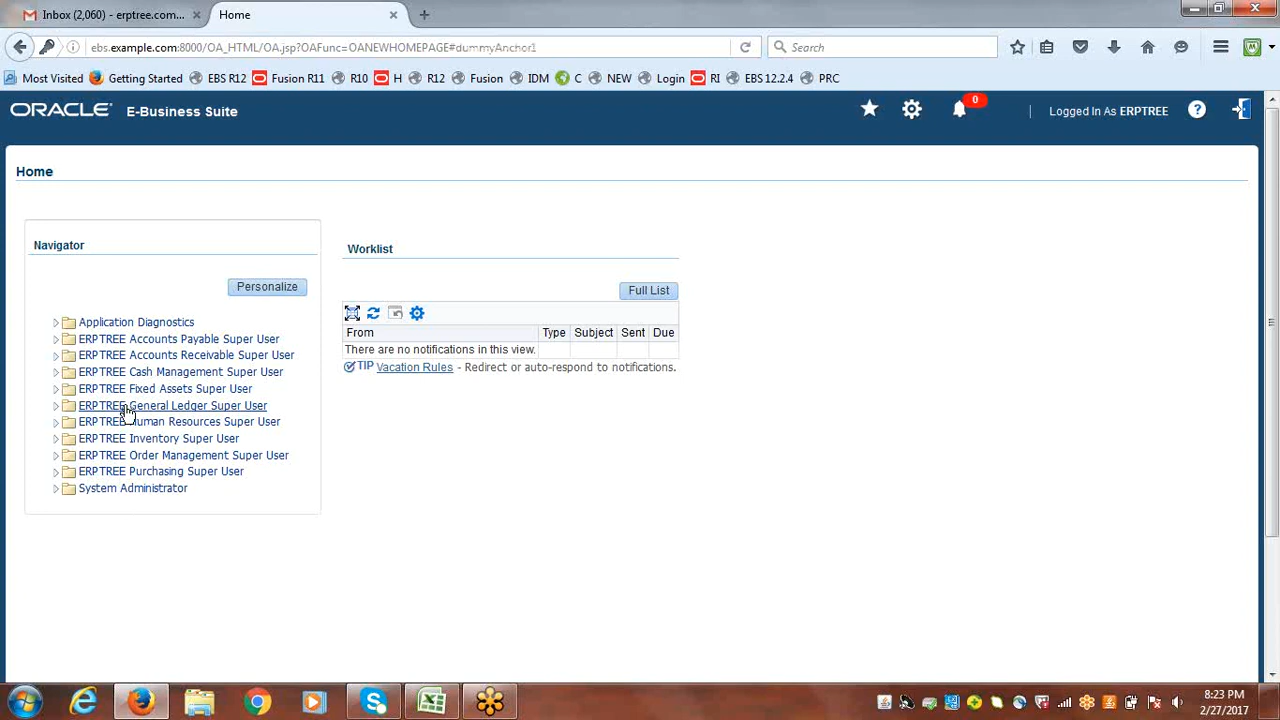 Inbox (2,060) - erptree.com...
Home
ebs.example.com:8000/OA_HTML/OA.jsp?OAFunc=OANEWHOMEPAGE#dummyAnchor1
Search
Most Visited Getting Started EBS R12 Fusion R11 R10 H R12 Fusion IDM C NEW Login RI EBS 12.2.4 PRC
ORACLE E-Business Suite
0
Logged In As ERPTREE
Home
Navigator
Personalize
Application Diagnostics
ERPTREE Accounts Payable Super User
ERPTREE Accounts Receivable Super User
ERPTREE Cash Management Super User
ERPTREE Fixed Assets Super User
ERPTREE General Ledger Super User
ERPTREE Human Resources Super User
ERPTREE Inventory Super User
ERPTREE Order Management Super User
ERPTREE Purchasing Super User
System Administrator
Worklist
Full List
From Type Subject Sent Due
There are no notifications in this view.
TIP Vacation Rules - Redirect or auto-respond to notifications.
8:23 PM
2/27/2017